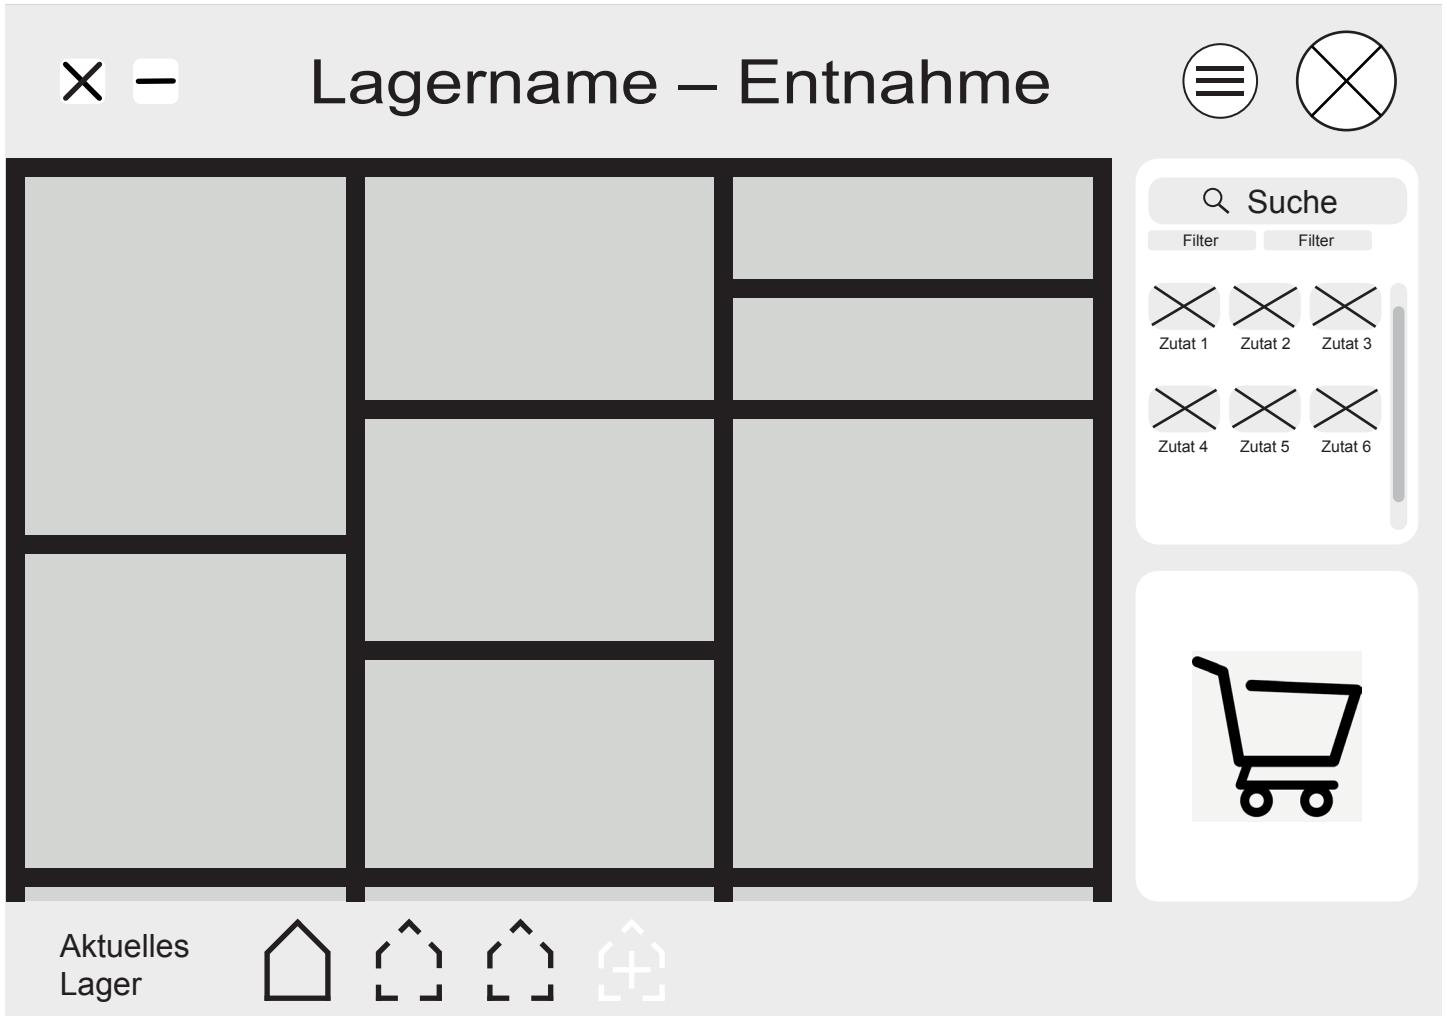 Lagername – Entnahme
Suche
Filter Filter
Zutat 1 Zutat 2 Zutat 3
Zutat 4 Zutat 5 Zutat 6
Aktuelles
Lager